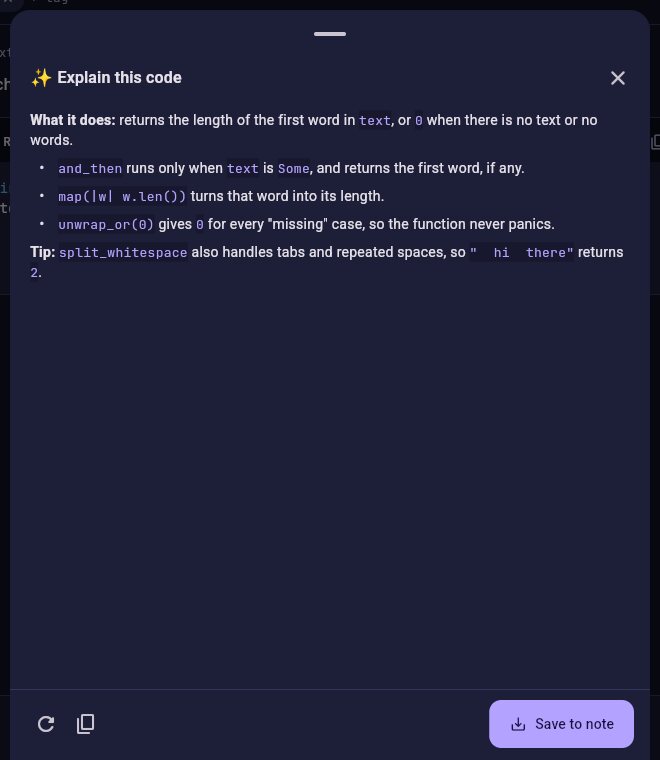 ✨ Explain this code
What it does: returns the length of the first word in text, or 0 when there is no text or no
words.
• and_then runs only when text is Some, and returns the first word, if any.
• map(|w| w.len()) turns that word into its length.
• unwrap_or(0) gives 0 for every "missing" case, so the function never panics.
Tip: split_whitespace also handles tabs and repeated spaces, so "  hi  there" returns
2.
Save to note